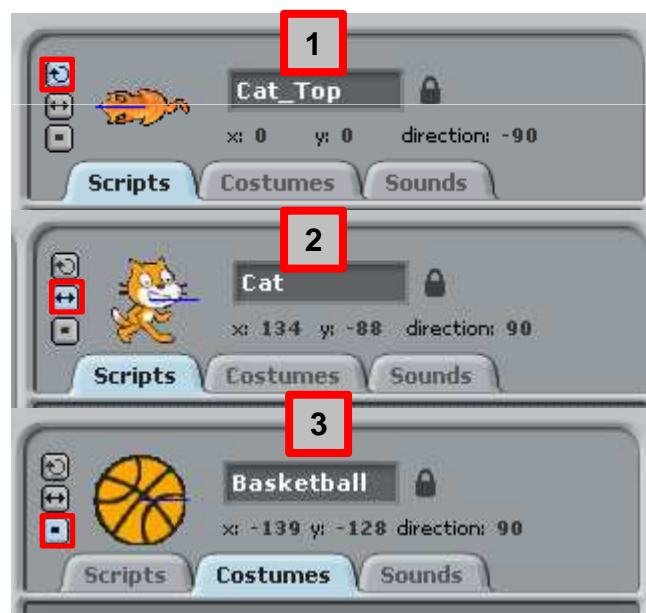 1
Cat_Top
x: 0 y: 0 direction: -90
Scripts Costumes Sounds
2
Cat
x: 134 y: -88 direction: 90
Scripts Costumes Sounds
3
Basketball
x: -139 y: -128 direction: 90
Scripts Costumes Sounds